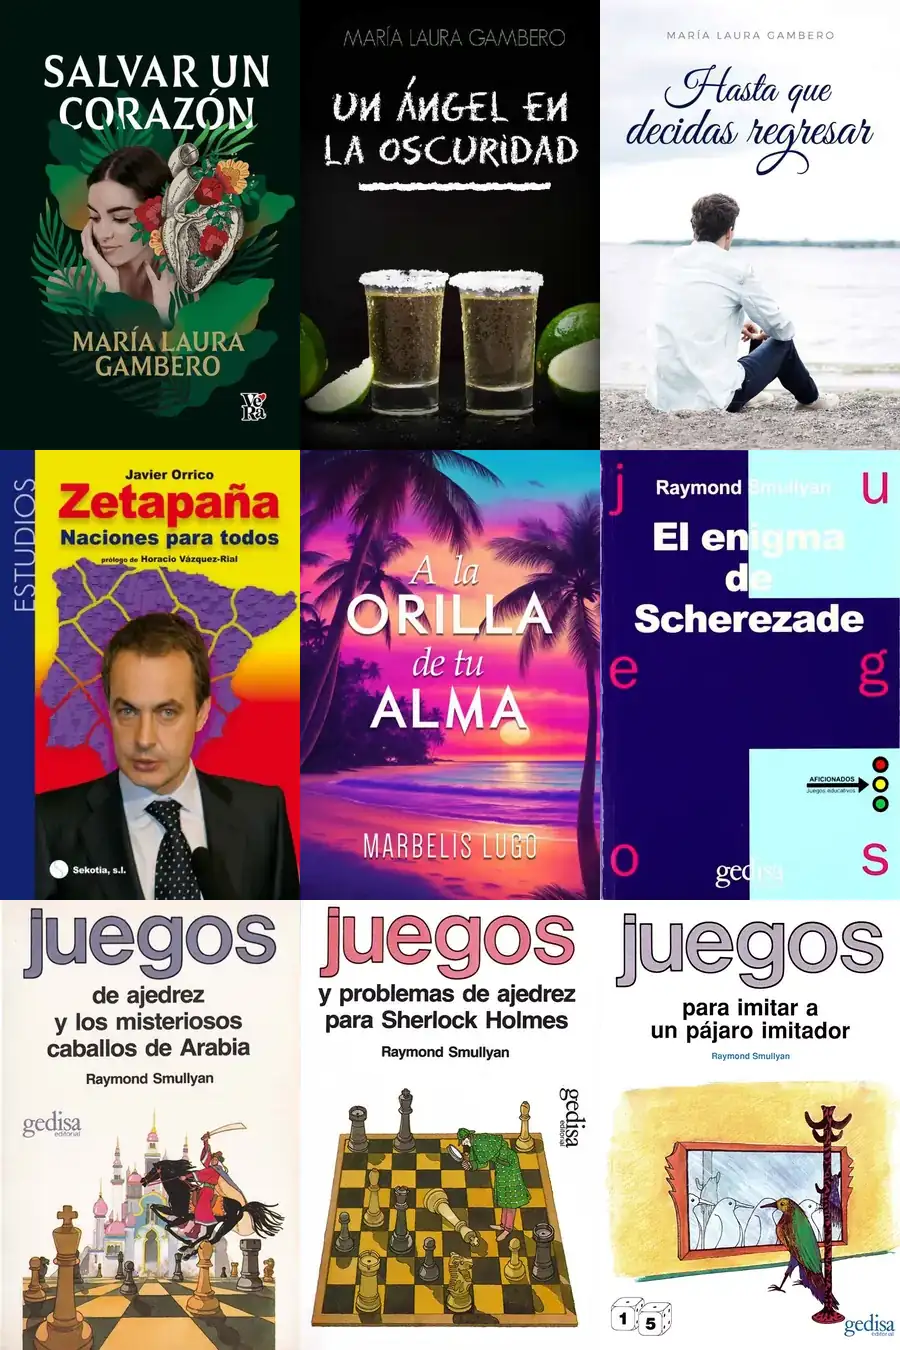 SALVAR UN
CORAZÓN
MARÍA LAURA
GAMBERO
VeRa
MARÍA LAURA GAMBERO
UN ÁNGEL EN
LA OSCURIDAD
MARÍA LAURA GAMBERO
Hasta que
decidas regresar
ESTUDIOS
Javier Orrico
Zetapaña
Naciones para todos
prólogo de Horacio Vázquez-Rial
Sekotia, s.l.
A la
ORILLA
de tu
ALMA
MARBELIS LUGO
j u
Raymond Smullyan
El enigma
de
Scherezade
e g
AFICIONADOS
Juegos educativos
o s
gedisa
juegos
de ajedrez
y los misteriosos
caballos de Arabia
Raymond Smullyan
gedisa
editorial
juegos
y problemas de ajedrez
para Sherlock Holmes
Raymond Smullyan
gedisa
editorial
juegos
para imitar a
un pájaro imitador
Raymond Smullyan
1 5
gedisa
editorial